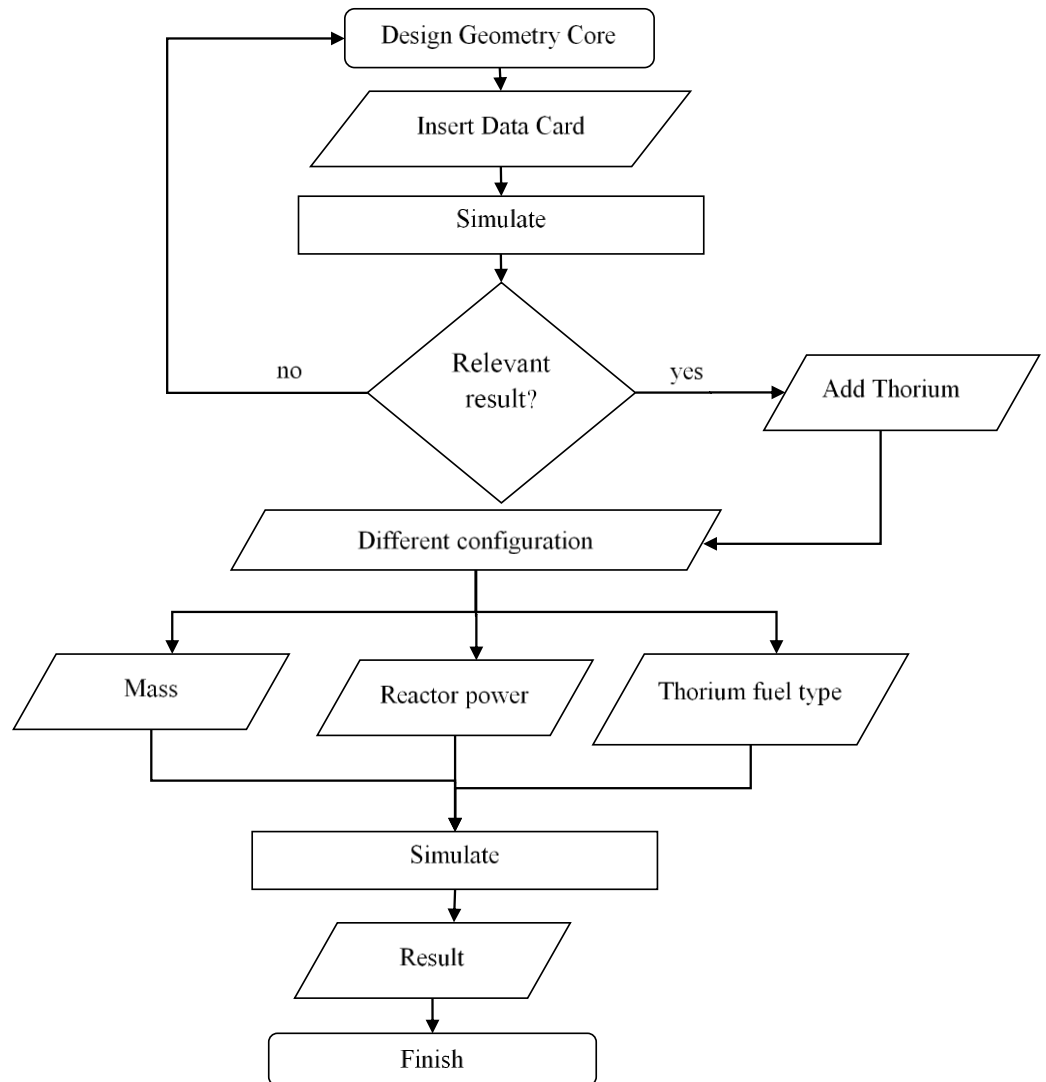 Design Geometry Core
Insert Data Card
Simulate
Relevant
result?
no
yes
Add Thorium
Different configuration
Mass
Reactor power
Thorium fuel type
Simulate
Result
Finish